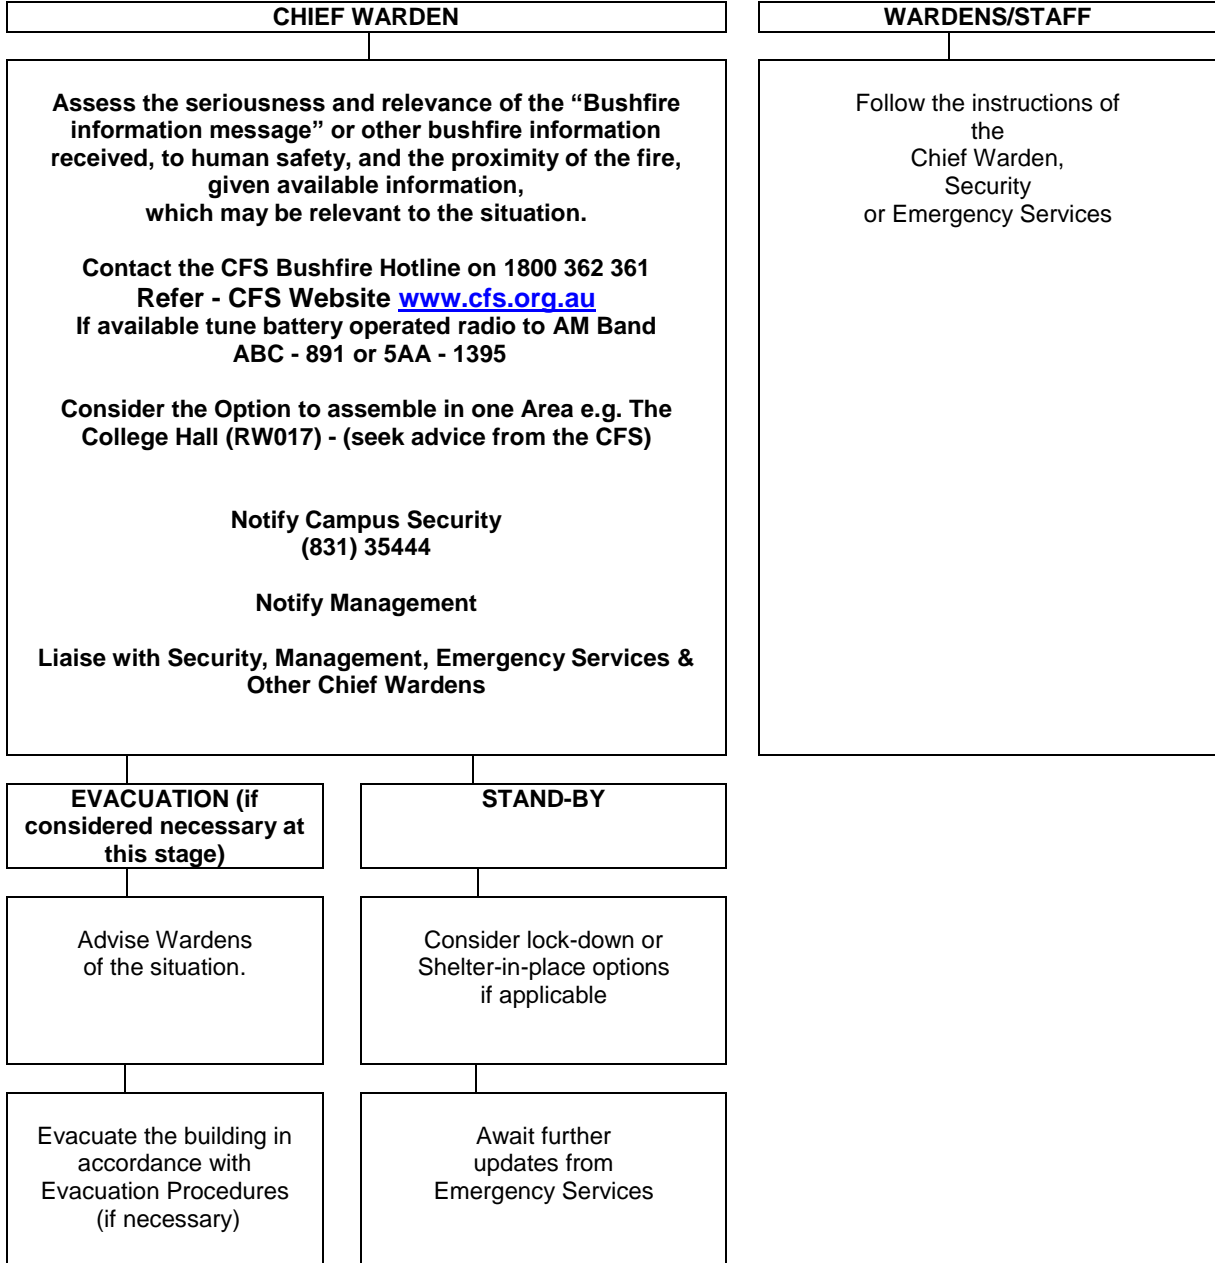 CHIEF WARDEN
Assess the seriousness and relevance of the “Bushfire
information message” or other bushfire information
received, to human safety, and the proximity of the fire,
given available information,
which may be relevant to the situation.
Contact the CFS Bushfire Hotline on 1800 362 361
Refer - CFS Website www.cfs.org.au
If available tune battery operated radio to AM Band
ABC - 891 or 5AA - 1395
Consider the Option to assemble in one Area e.g. The
College Hall (RW017) - (seek advice from the CFS)
Notify Campus Security
(831) 35444
Notify Management
Liaise with Security, Management, Emergency Services &
Other Chief Wardens
WARDENS/STAFF
Follow the instructions of
the
Chief Warden,
Security
or Emergency Services
EVACUATION (if
considered necessary at
this stage)
Advise Wardens
of the situation.
Evacuate the building in
accordance with
Evacuation Procedures
(if necessary)
STAND-BY
Consider lock-down or
Shelter-in-place options
if applicable
Await further
updates from
Emergency Services